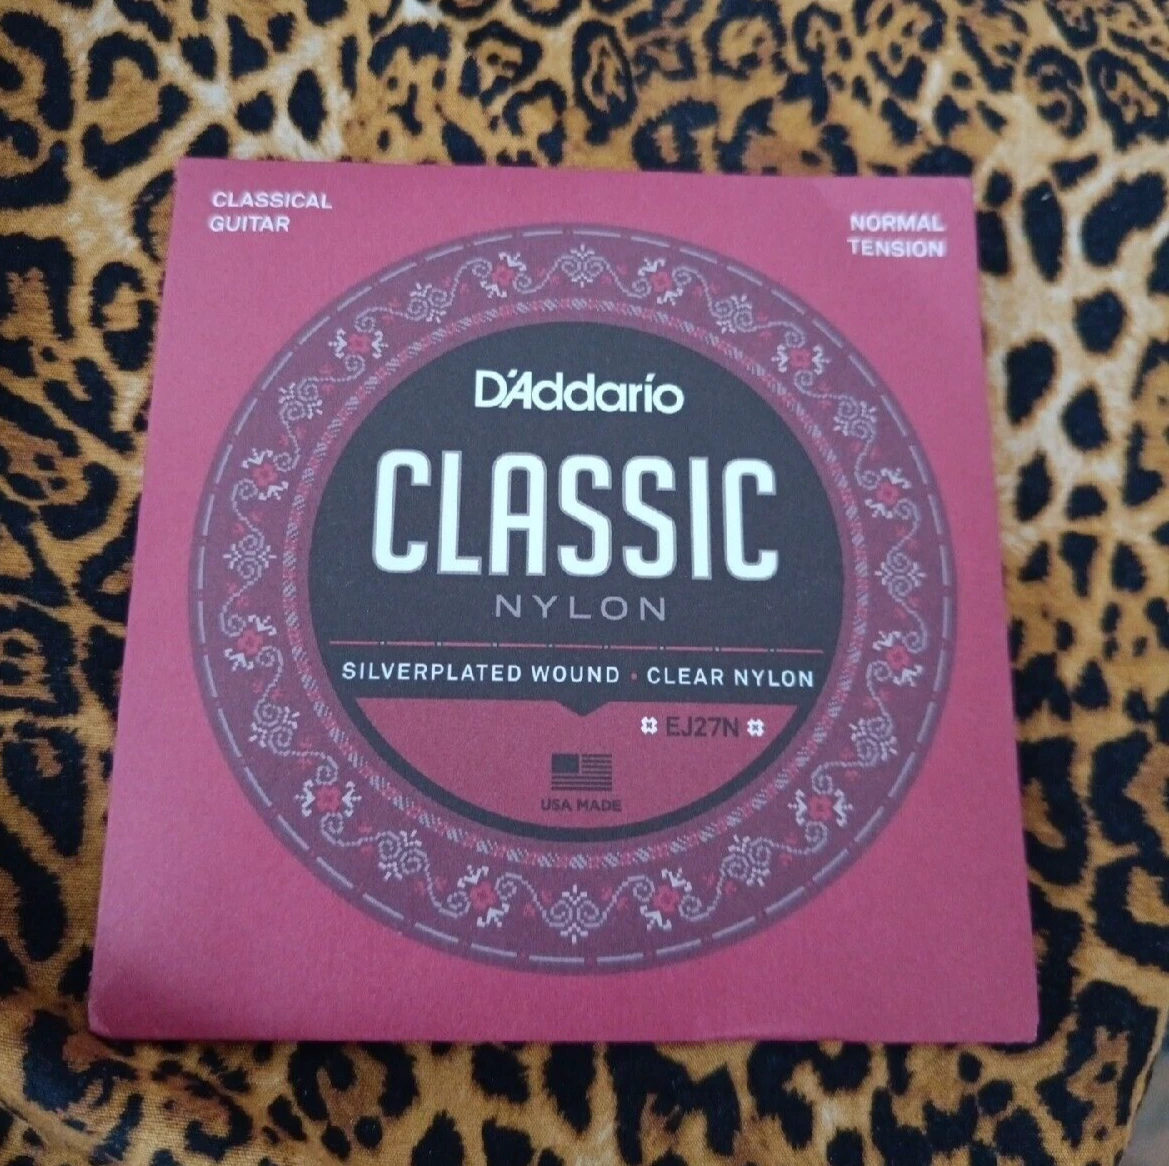 CLASSICAL
GUITAR
NORMAL
TENSION
D'Addario
CLASSIC
NYLON
SILVERPLATED WOUND • CLEAR NYLON
EJ27N
USA MADE